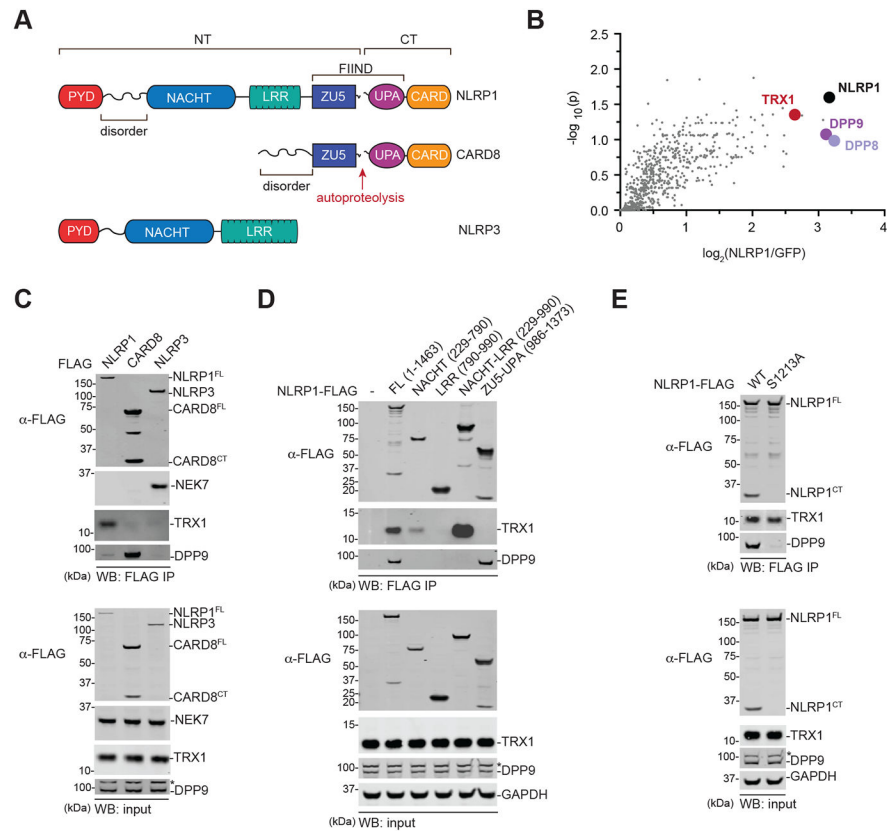 A
NT
CT
FIIND
PYD
NACHT
LRR
ZU5
UPA
CARD
NLRP1
disorder
ZU5
UPA
CARD
CARD8
disorder
autoproteolysis
PYD
NACHT
LRR
NLRP3
B
-log 10(p)
2.0
1.5
1.0
0.5
0.0
0
1
2
3
4
log2(NLRP1/GFP)
TRX1
NLRP1
DPP9
DPP8
C
FLAG
NLRP1
CARD8
NLRP3
α-FLAG
150
100
75
50
37
NLRP1FL
NLRP3
CARD8FL
CARD8CT
37
NEK7
10
TRX1
100
DPP9
(kDa)
WB: FLAG IP
α-FLAG
150
100
75
50
37
NLRP1FL
NLRP3
CARD8FL
CARD8CT
37
NEK7
10
TRX1
100
*
DPP9
(kDa)
WB: input
D
NLRP1-FLAG
-
FL (1-1463)
NACHT (229-790)
LRR (790-990)
NACHT-LRR (229-990)
ZU5-UPA (986-1373)
α-FLAG
150
100
75
50
37
25
20
15
10
TRX1
100
DPP9
(kDa)
WB: FLAG IP
α-FLAG
150
100
75
50
37
25
20
15
10
TRX1
100
*
DPP9
37
GAPDH
(kDa)
WB: input
E
NLRP1-FLAG
WT
S1213A
α-FLAG
150
100
75
50
37
NLRP1FL
NLRP1CT
10
TRX1
100
DPP9
(kDa)
WB: FLAG IP
α-FLAG
150
100
75
50
37
NLRP1FL
NLRP1CT
10
TRX1
100
*
DPP9
37
GAPDH
(kDa)
WB: input